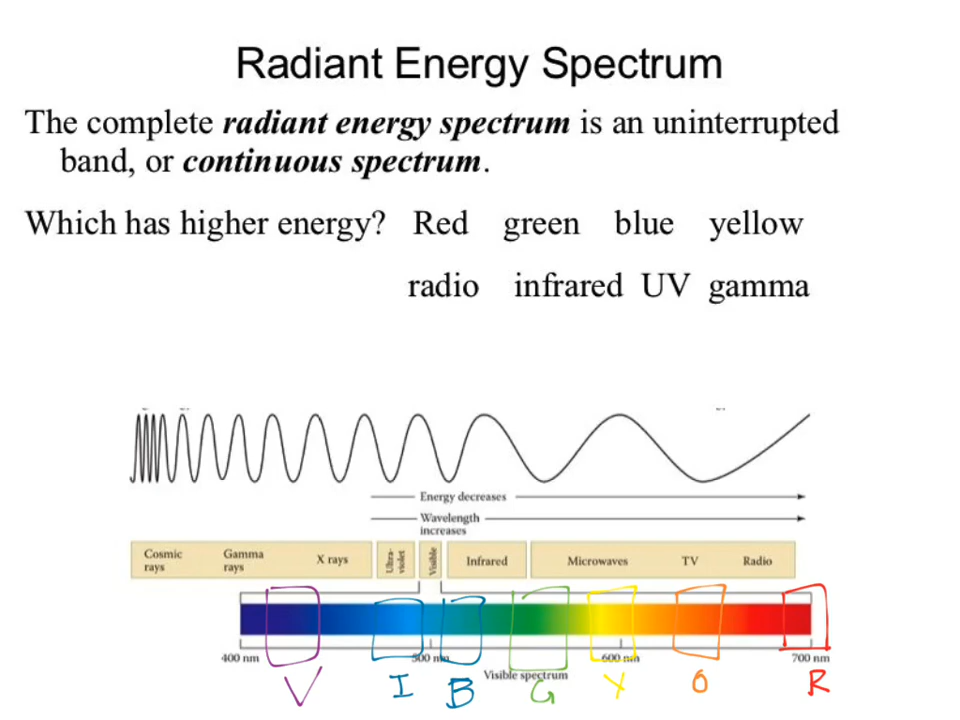 Radiant Energy Spectrum
The complete radiant energy spectrum is an uninterrupted
band, or continuous spectrum.
Which has higher energy? Red green blue yellow
radio infrared UV gamma
Energy decreases
Wavelength
increases
Cosmic
rays
Gamma
rays
X rays
Ultra-
violet
Visible
Infrared
Microwaves
TV
Radio
400 nm 500 nm 600 nm 700 nm
Visible spectrum
V I B G Y O R